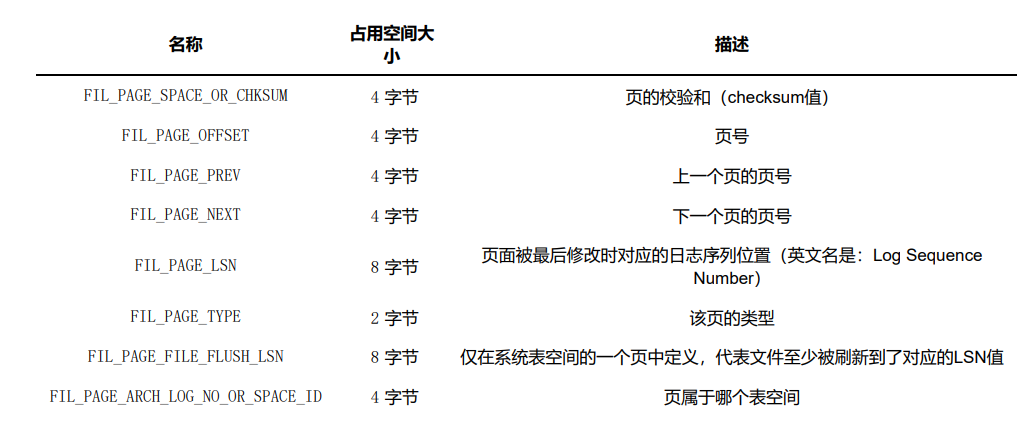 名称 占用空间大小 描述
FIL_PAGE_SPACE_OR_CHKSUM 4 字节 页的校验和（checksum值）
FIL_PAGE_OFFSET 4 字节 页号
FIL_PAGE_PREV 4 字节 上一个页的页号
FIL_PAGE_NEXT 4 字节 下一个页的页号
FIL_PAGE_LSN 8 字节 页面被最后修改时对应的日志序列位置（英文名是：Log Sequence
Number）
FIL_PAGE_TYPE 2 字节 该页的类型
FIL_PAGE_FILE_FLUSH_LSN 8 字节 仅在系统表空间的一个页中定义，代表文件至少被刷新到了对应的LSN值
FIL_PAGE_ARCH_LOG_NO_OR_SPACE_ID 4 字节 页属于哪个表空间